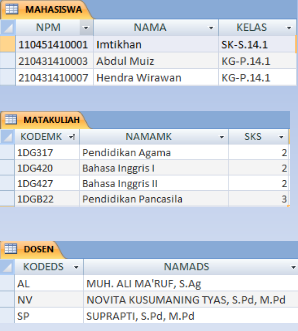 MAHASISWA
NPM NAMA KELAS
110451410001 Imtikhan SK-S.14.1
210431410003 Abdul Muiz KG-P.14.1
210431410007 Hendra Wirawan KG-P.14.1
MATAKULIAH
KODEMK NAMAMK SKS
1DG317 Pendidikan Agama 2
1DG420 Bahasa Inggris I 2
1DG427 Bahasa Inggris II 2
1DGB22 Pendidikan Pancasila 3
DOSEN
KODEDS NAMADS
AL MUH. ALI MA'RUF, S.Ag
NV NOVITA KUSUMANING TYAS, S.Pd, M.Pd
SP SUPRAPTI, S.Pd, M.Pd